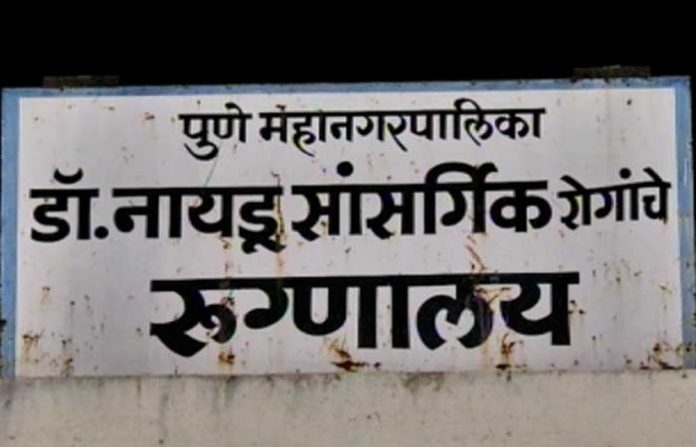 पुणे महानगरपालिका
डॉ.नायडू सांसर्गिक रोगांचे
रुग्णालय